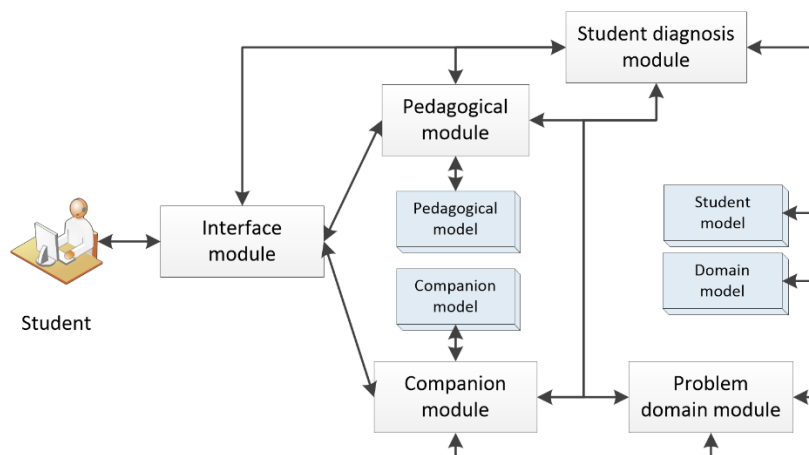 Student diagnosis
module
Pedagogical
module
Pedagogical
model
Student
model
Interface
module
Domain
model
Companion
model
Student
Companion
module
Problem
domain module